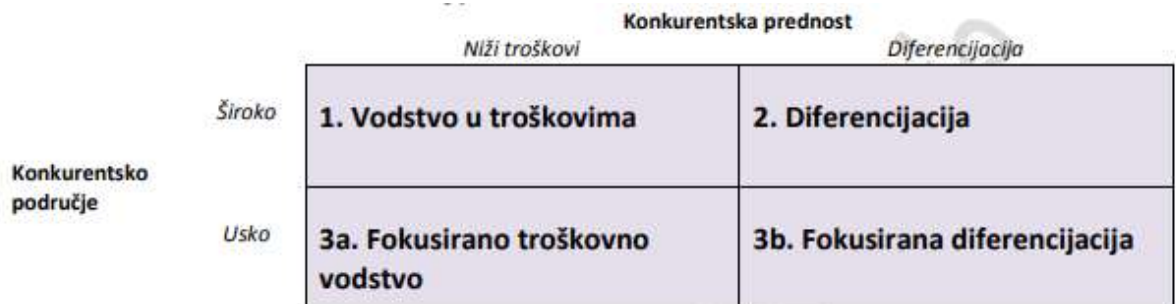 Konkurentska prednost
Niži troškovi Diferencijacija
Široko 1. Vodstvo u troškovima 2. Diferencijacija
Konkurentsko
područje
Usko 3a. Fokusirano troškovno 3b. Fokusirana diferencijacija
vodstvo